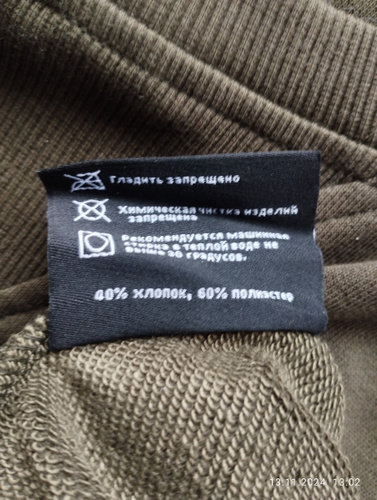 Гладить запрещено
Химическая чистка изделий
запрещена
Рекомендуется машинная
стирка в теплой воде не
выше 30 градусов.
40% хлопок, 60% полиэстер
13.11.2024 13:02